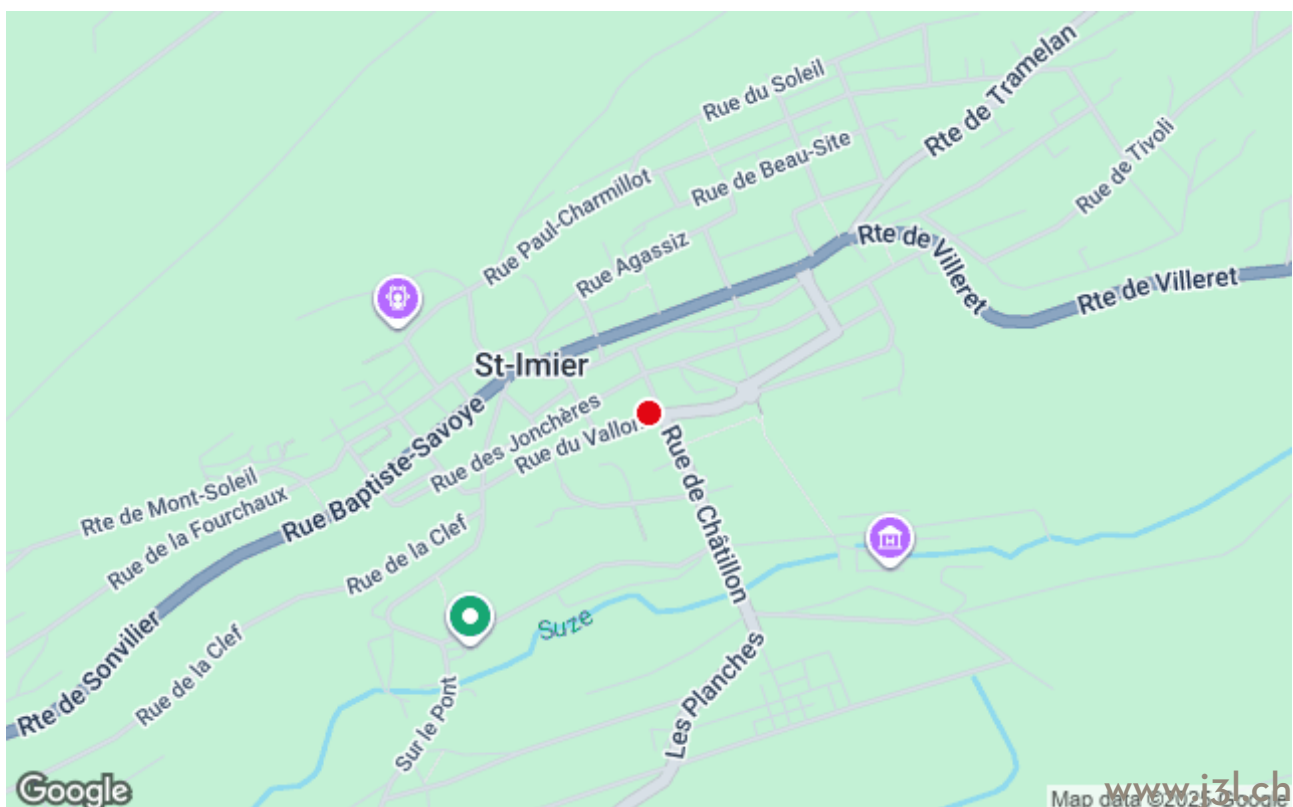 Rue du Soleil
Rte de Tramelan
Rue de Beau-Site
Rue de Tivoli
Rue Paul-Charmillot
Rue Agassiz
Rte de Villeret
Rte de Villeret
St-Imier
Rue Baptiste-Savoye
Rue des Jonchères
Rue du Vallon
Rue de Châtillon
Rte de Mont-Soleil
Rue de la Fourchaux
Rue de la Clef
Suze
Rte de Sonvilier
Rue de la Clef
Sur le Pont
Les Planches
Google
Map data ©2025 Google
www.j3l.ch